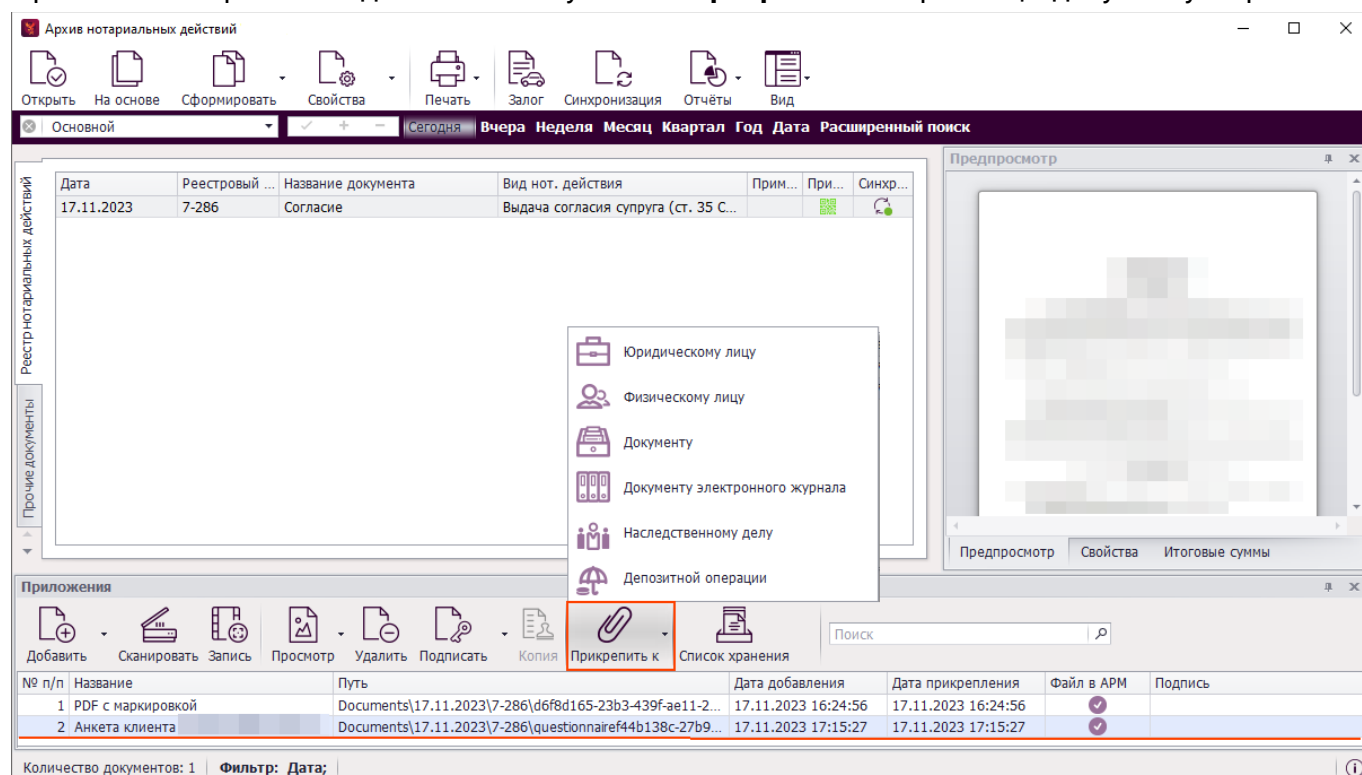 Архив нотариальных действий
Открыть На основе Сформировать Свойства Печать Залог Синхронизация Отчёты Вид
Основной Сегодня Вчера Неделя Месяц Квартал Год Дата Расширенный поиск
Предпросмотр
Реестр нотариальных действий
Прочие документы
Дата Реестровый ... Название документа Вид нот. действия Прим... При... Синхр...
17.11.2023 7-286 Согласие Выдача согласия супруга (ст. 35 С...
Юридическому лицу
Физическому лицу
Документу
Документу электронного журнала
Наследственному делу
Депозитной операции
Предпросмотр Свойства Итоговые суммы
Приложения
Добавить Сканировать Запись Просмотр Удалить Подписать Копия Прикрепить к Список хранения Поиск
№ п/п Название Путь Дата добавления Дата прикрепления Файл в АРМ Подпись
1 PDF с маркировкой Documents\17.11.2023\7-286\d6f8d165-23b3-439f-ae11-2... 17.11.2023 16:24:56 17.11.2023 16:24:56
2 Анкета клиента Documents\17.11.2023\7-286\questionnairef44b138c-27b9... 17.11.2023 17:15:27 17.11.2023 17:15:27
Количество документов: 1 Фильтр: Дата;